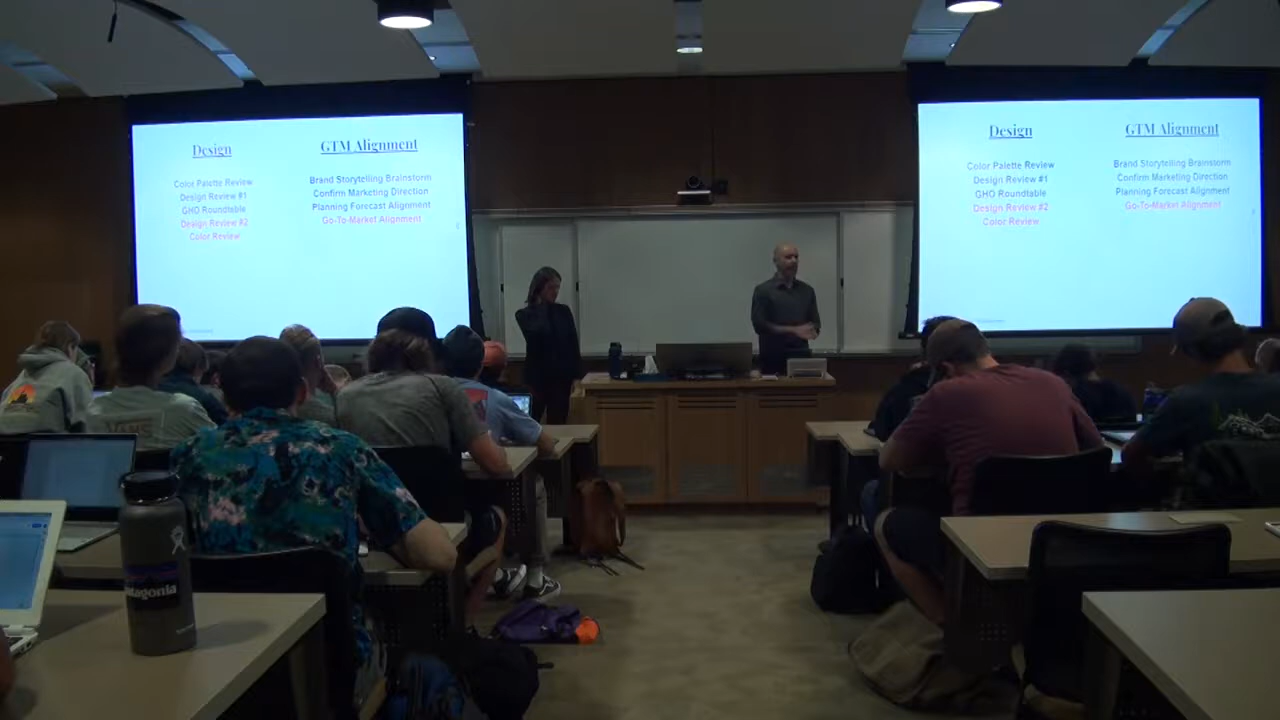 Design
GTM Alignment
Color Palette Review
Design Review #1
GHO Roundtable
Design Review #2
Color Review
Brand Storytelling Brainstorm
Confirm Marketing Direction
Planning Forecast Alignment
Go-To-Market Alignment
Design
GTM Alignment
Color Palette Review
Design Review #1
GHO Roundtable
Design Review #2
Color Review
Brand Storytelling Brainstorm
Confirm Marketing Direction
Planning Forecast Alignment
Go-To-Market Alignment
VANS
patagonia